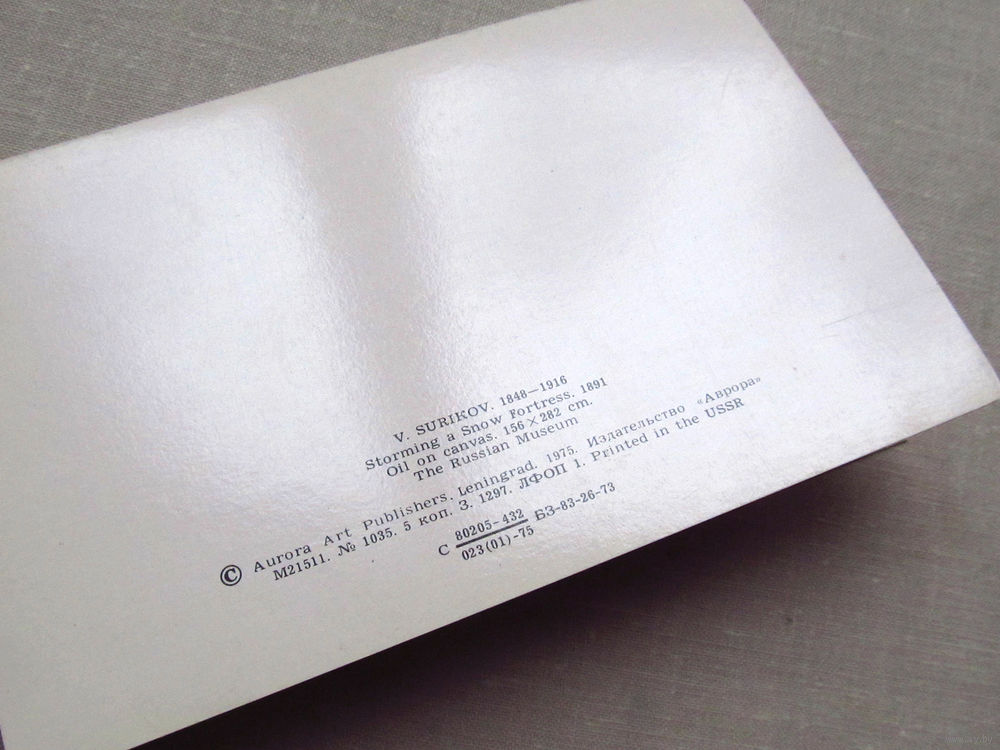 V. SURIKOV. 1848—1916
Storming a Snow Fortress. 1891
Oil on canvas. 156×282 cm.
The Russian Museum
© Aurora Art Publishers. Leningrad. 1975. Издательство «Аврора»
М21511. № 1035. 5 коп. З. 1297. ЛФОП 1. Printed in the USSR
С 80205-432 БЗ-83-26-73
023(01)-75